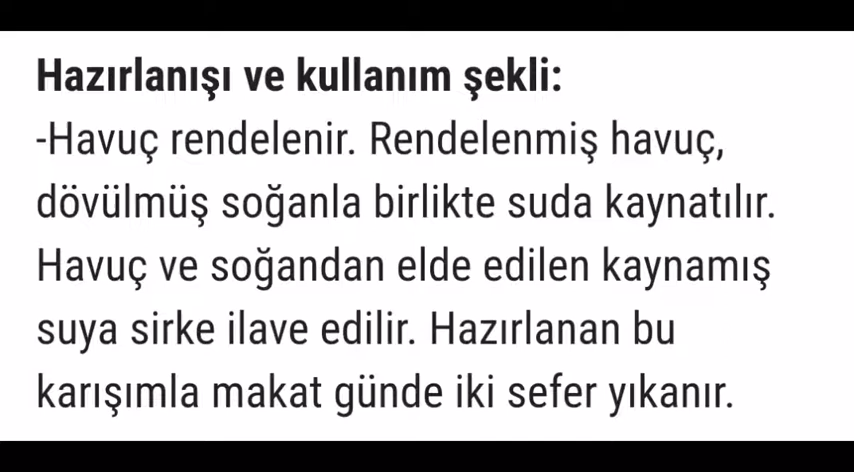 Hazırlanışı ve kullanım şekli:
-Havuç rendelenir. Rendelenmiş havuç,
dövülmüş soğanla birlikte suda kaynatılır.
Havuç ve soğandan elde edilen kaynamış
suya sirke ilave edilir. Hazırlanan bu
karışımla makat günde iki sefer yıkanır.